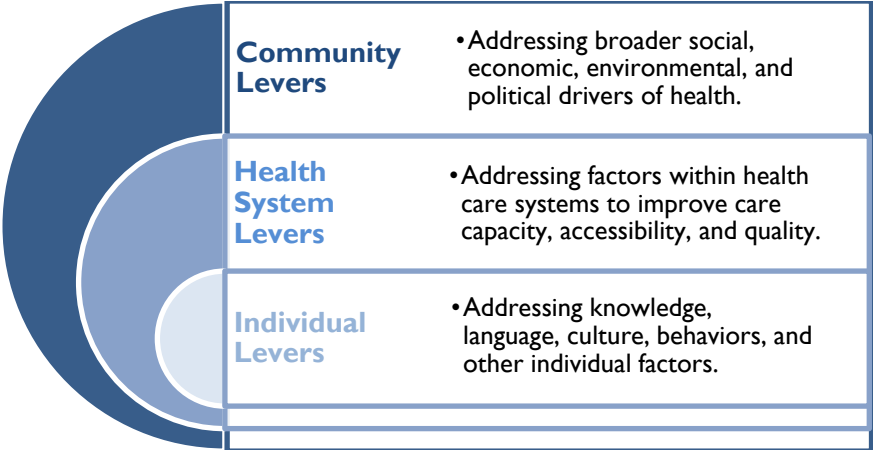 Community
Levers
•Addressing broader social,
economic, environmental, and
political drivers of health.
Health
System
Levers
•Addressing factors within health
care systems to improve care
capacity, accessibility, and quality.
Individual
Levers
•Addressing knowledge,
language, culture, behaviors, and
other individual factors.